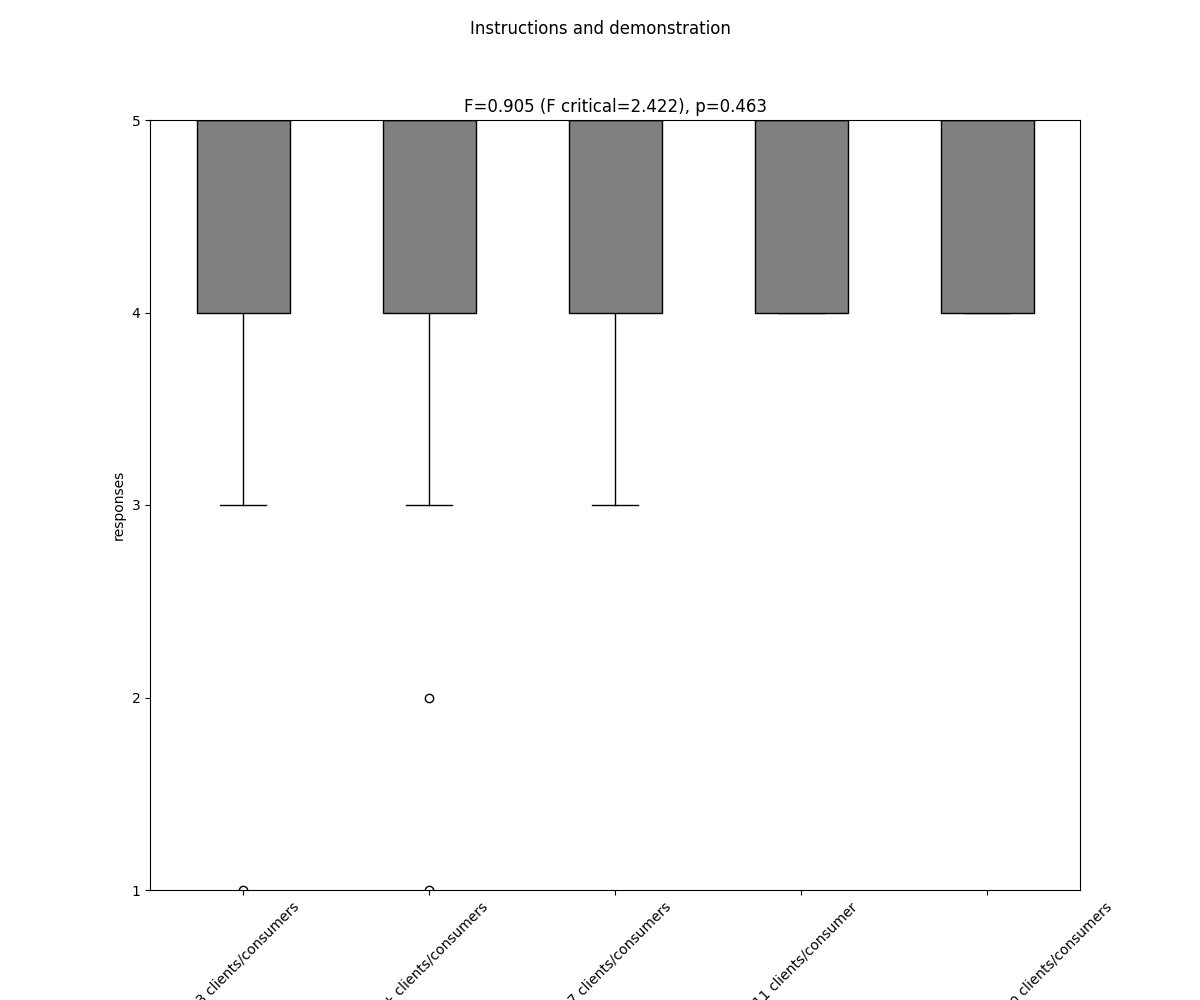 Instructions and demonstration
F=0.905 (F critical=2.422), p=0.463
5
4
3
2
1
responses
3 clients/consumers
clients/consumers
7 clients/consumers
11 clients/consumer
clients/consumers